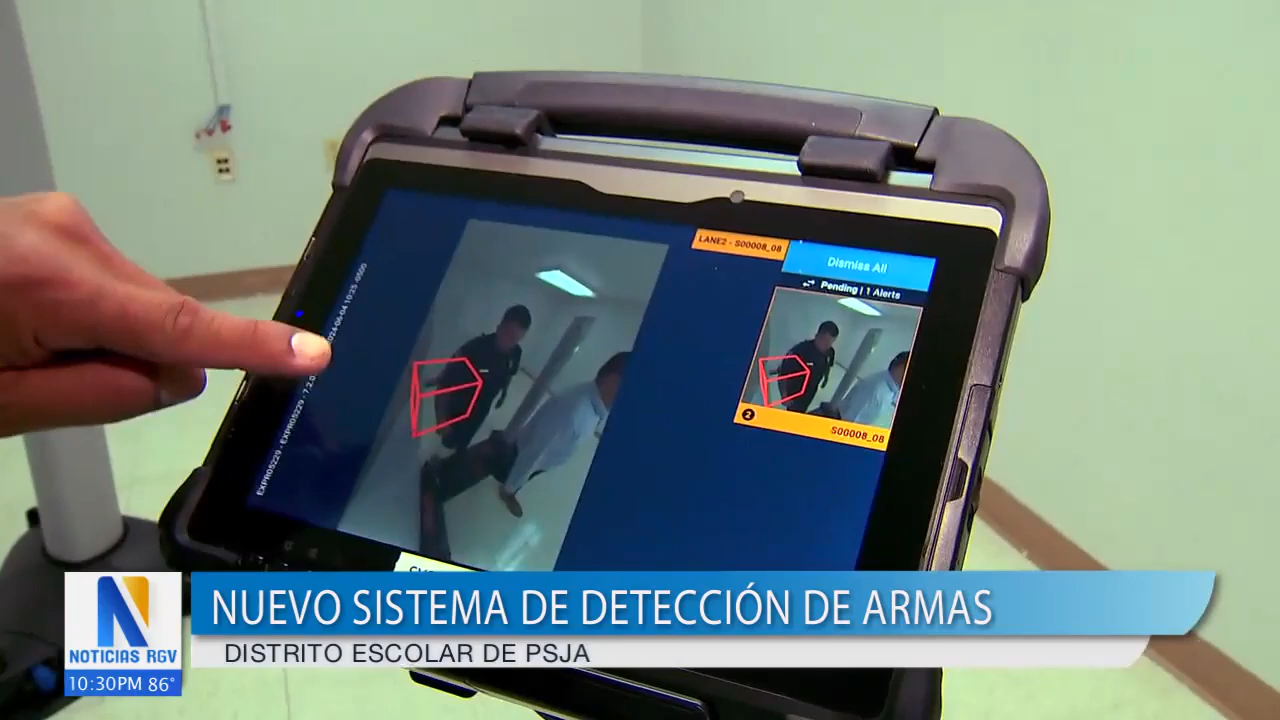 LANE2 - S00008_08
Dismiss All
Pending | 1 Alerts
2
S00008_08
NUEVO SISTEMA DE DETECCIÓN DE ARMAS
DISTRITO ESCOLAR DE PSJA
N
NOTICIAS RGV
10:30PM 86°